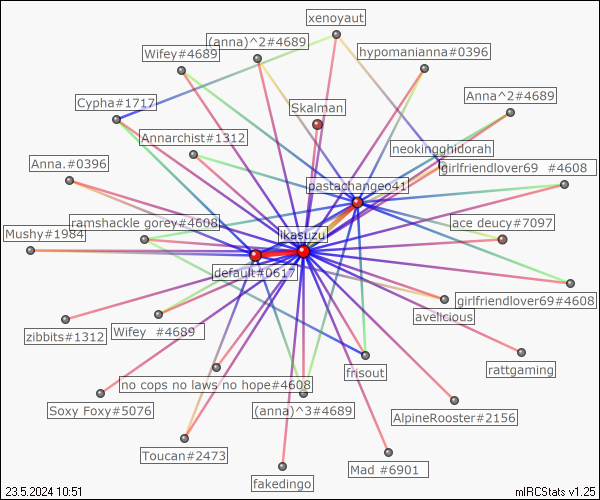 xenoyaut
(anna)^2#4689
Wifey#4689
hypomanianna#0396
Cypha#1717
Skalman
Anna^2#4689
Annarchist#1312
neokingghidorah
Anna.#0396
girlfriendlover69 #4608
pastachangeo41
ramshackle gorey#4608
ace deucy#7097
Mushy#1984
ikasuzu
default#0617
girlfriendlover69#4608
avelicious
zibbits#1312
Wifey #4689
rattgaming
frisout
no cops no laws no hope#4608
Soxy Foxy#5076
(anna)^3#4689
AlpineRooster#2156
Toucan#2473
Mad #6901
fakedingo
23.5.2024 10:51
mIRCStats v1.25